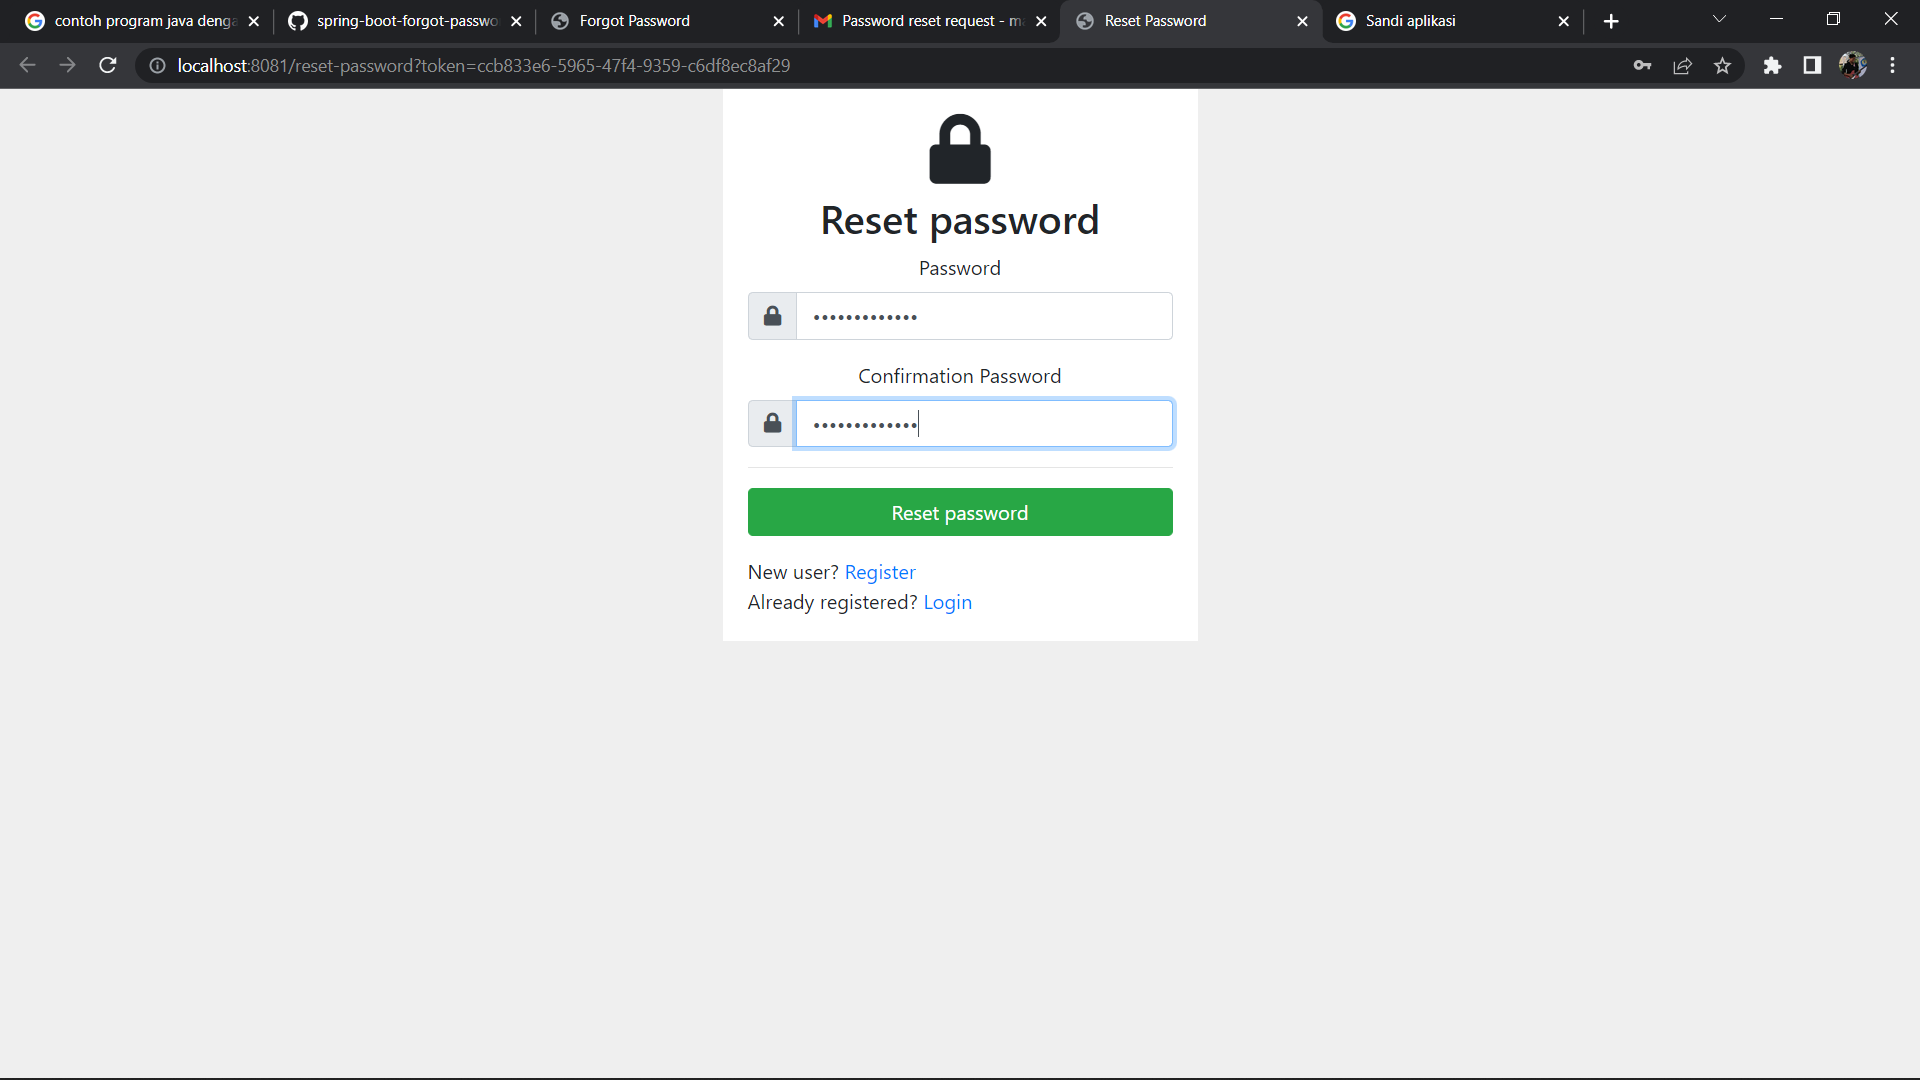 contoh program java denga
spring-boot-forgot-passwo
Forgot Password
Password reset request - ma
Reset Password
Sandi aplikasi
localhost:8081/reset-password?token=ccb833e6-5965-47f4-9359-c6df8ec8af29
Reset password
Password
•••••••••••••
Confirmation Password
•••••••••••••
Reset password
New user? Register
Already registered? Login